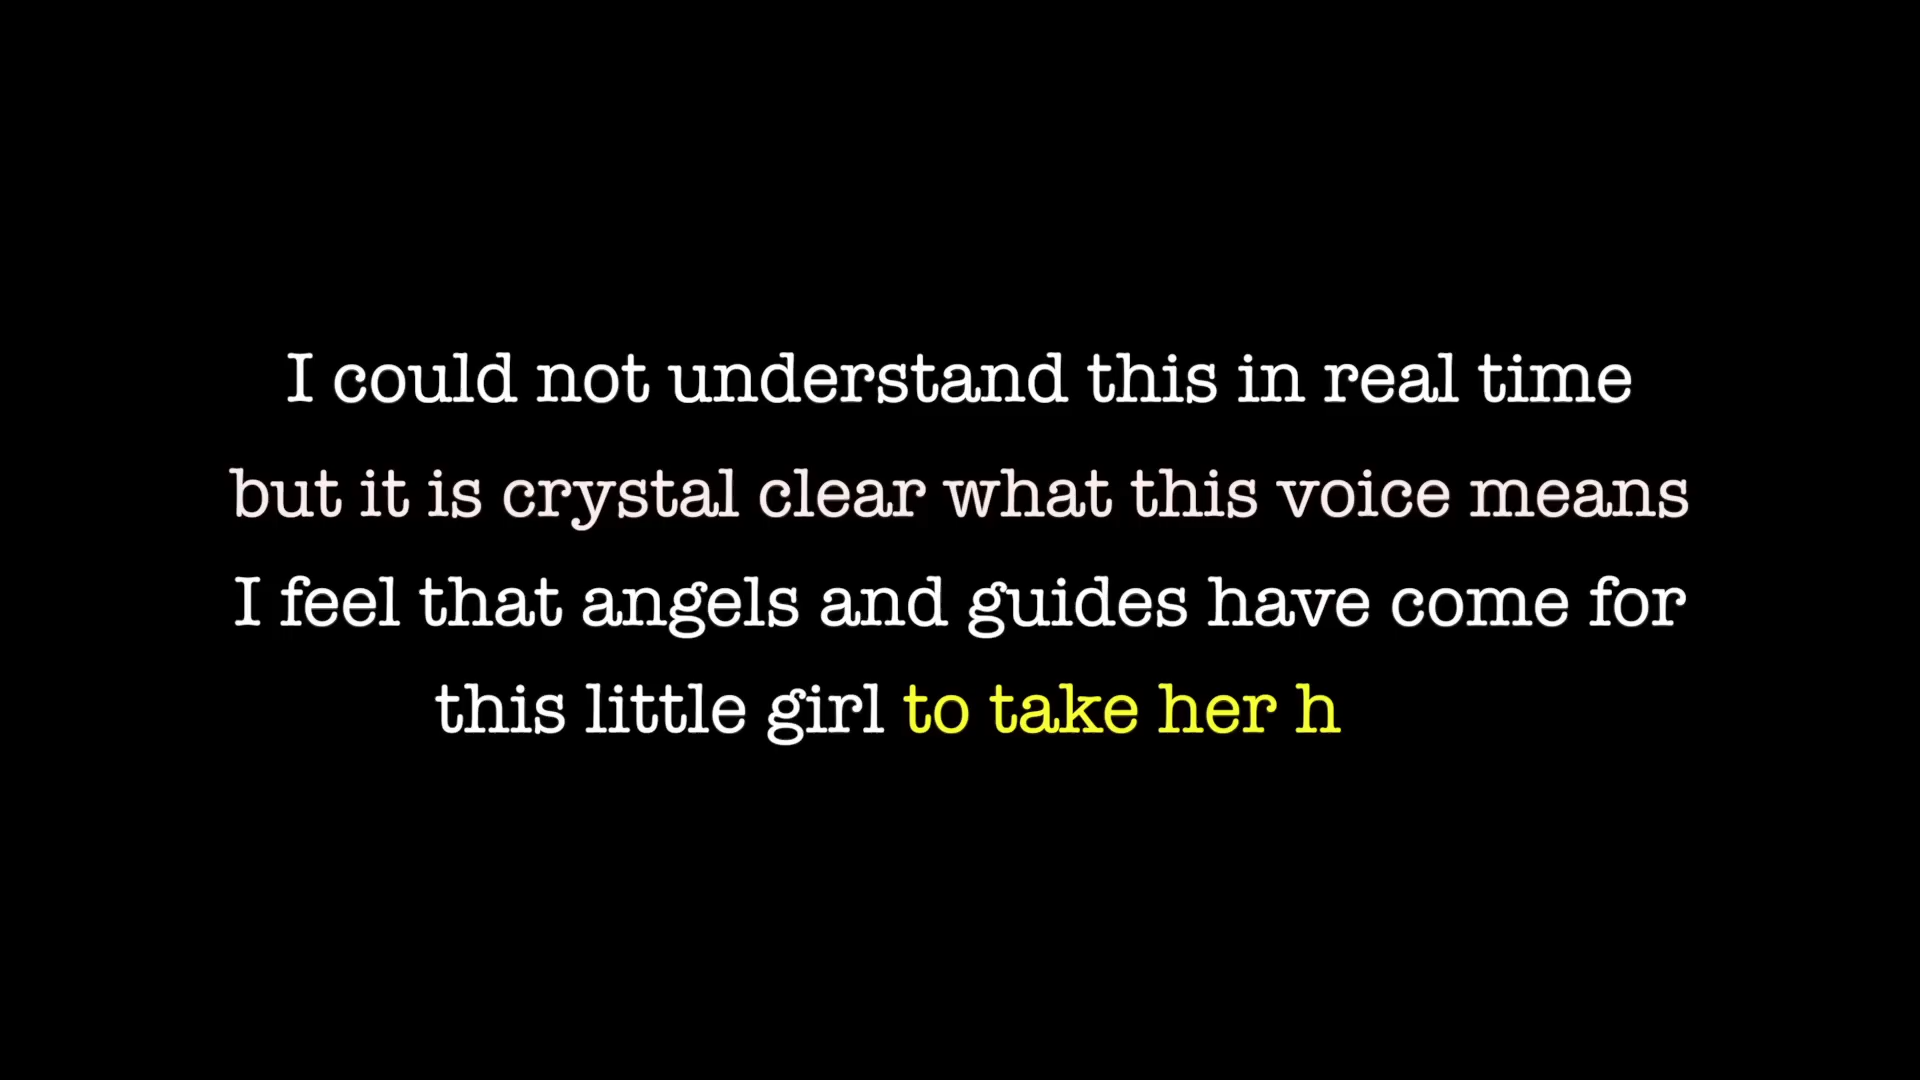 I could not understand this in real time
but it is crystal clear what this voice means
I feel that angels and guides have come for
this little girl to take her h